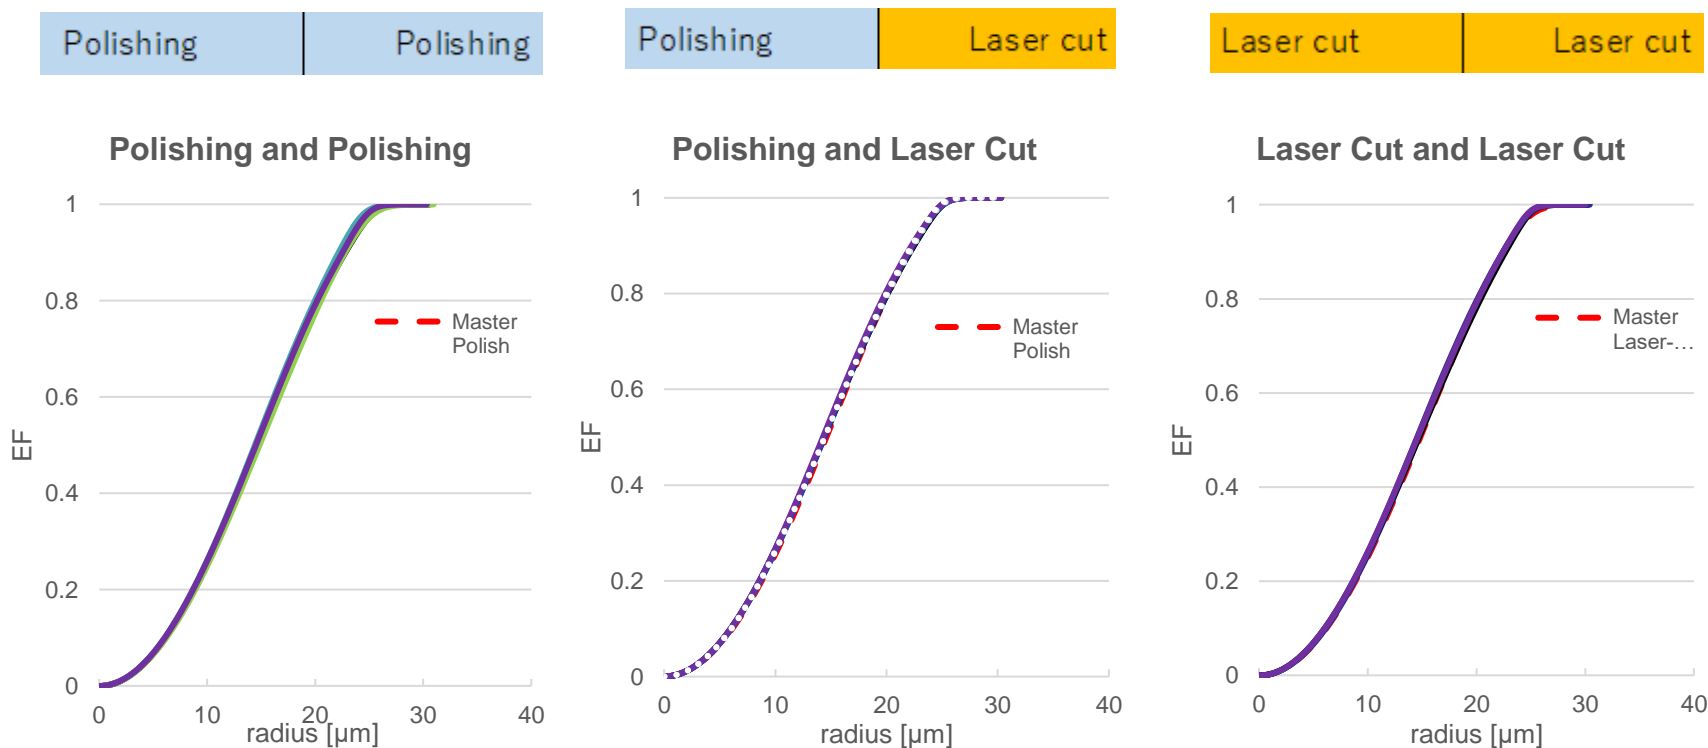 Polishing Polishing
Polishing Laser cut
Laser cut Laser cut
Polishing and Polishing
1
0.8
0.6
0.4
0.2
0
EF
0 10 20 30 40
radius [µm]
Master
Polish
Polishing and Laser Cut
1
0.8
0.6
0.4
0.2
0
EF
0 10 20 30 40
radius [µm]
Master
Polish
Laser Cut and Laser Cut
1
0.8
0.6
0.4
0.2
0
EF
0 10 20 30 40
radius [µm]
Master
Laser-…